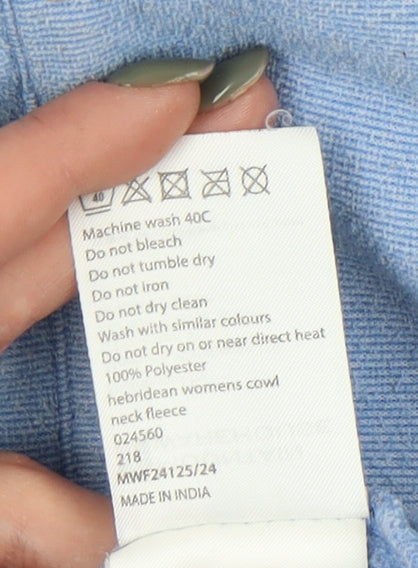 40
Machine wash 40C
Do not bleach
Do not tumble dry
Do not iron
Do not dry clean
Wash with similar colours
Do not dry on or near direct heat
100% Polyester
hebridean womens cowl
neck fleece
024560
218
MWF24125/24
MADE IN INDIA